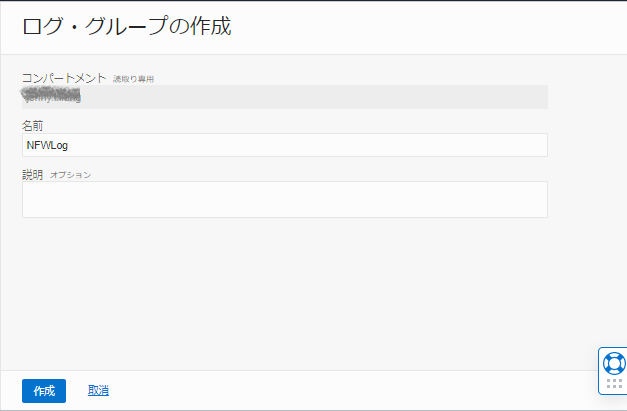 ログ・グループの作成
コンパートメント 読取り専用
名前
NFWLog
説明 オプション
作成 取消